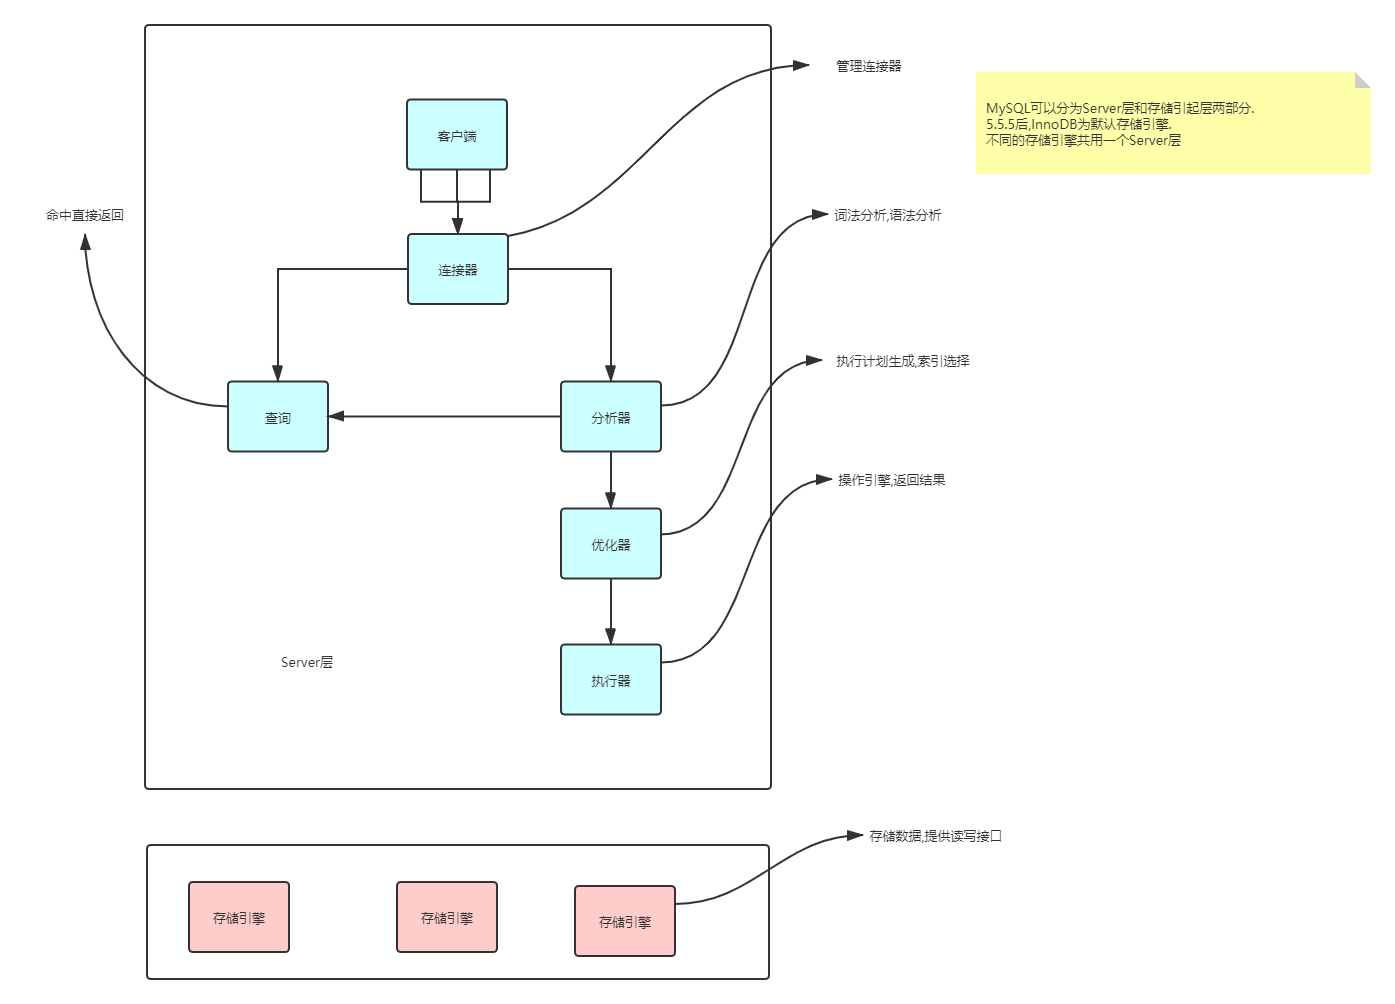 管理连接器
MySQL可以分为Server层和存储引起层两部分.
5.5.5后,InnoDB为默认存储引擎.
不同的存储引擎共用一个Server层
客户端
命中直接返回
词法分析,语法分析
连接器
执行计划生成,索引选择
查询
分析器
操作引擎,返回结果
优化器
Server层
执行器
存储数据,提供读写接口
存储引擎
存储引擎
存储引擎